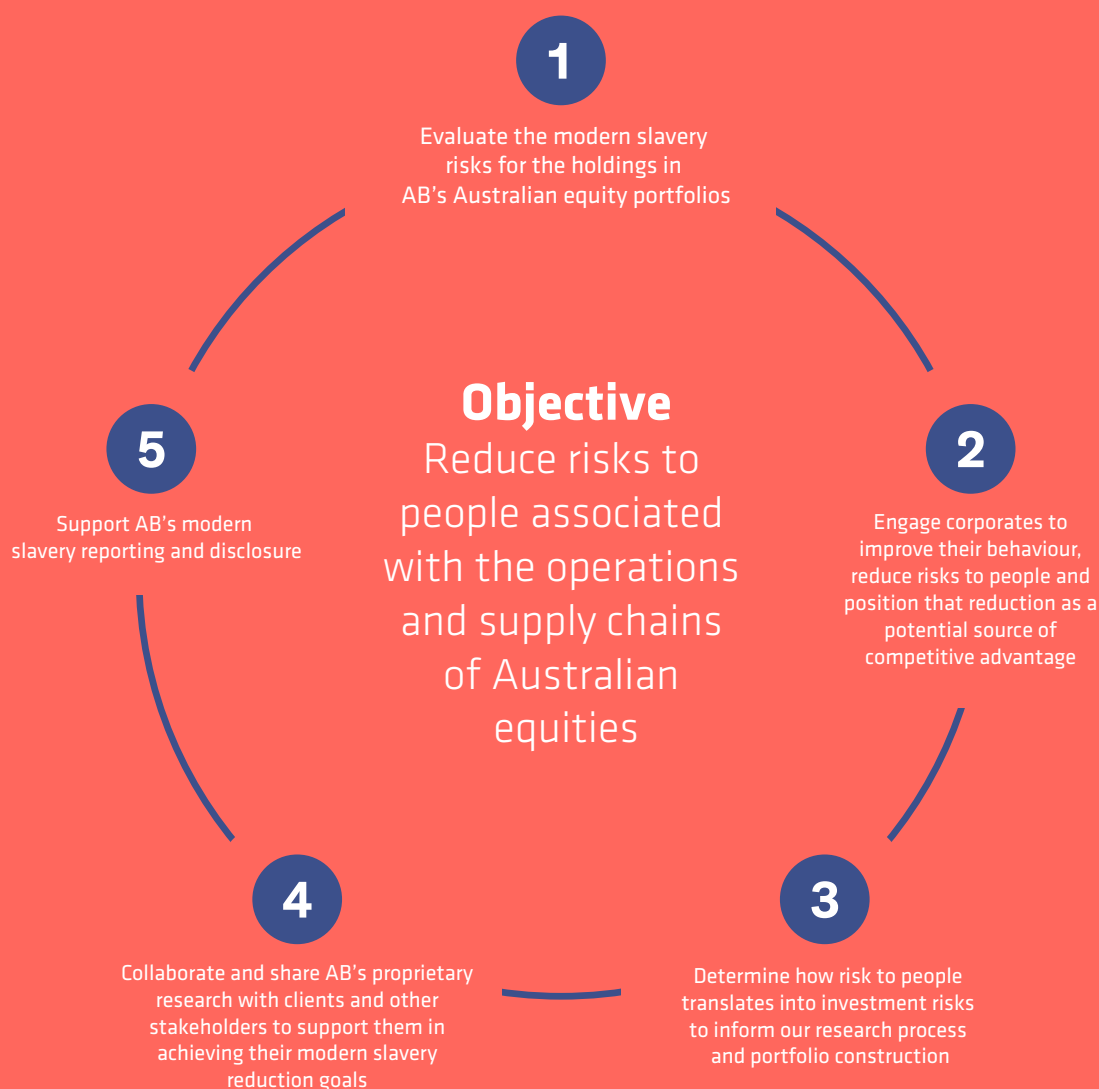 1
Evaluate the modern slavery
risks for the holdings in
AB's Australian equity portfolios
Objective
Reduce risks to
people associated
with the operations
and supply chains
of Australian
equities
2
Engage corporates to
improve their behaviour,
reduce risks to people and
position that reduction as a
potential source of
competitive advantage
3
Determine how risk to people
translates into investment risks
to inform our research process
and portfolio construction
4
Collaborate and share AB's proprietary
research with clients and other
stakeholders to support them in
achieving their modern slavery
reduction goals
5
Support AB's modern
slavery reporting and disclosure